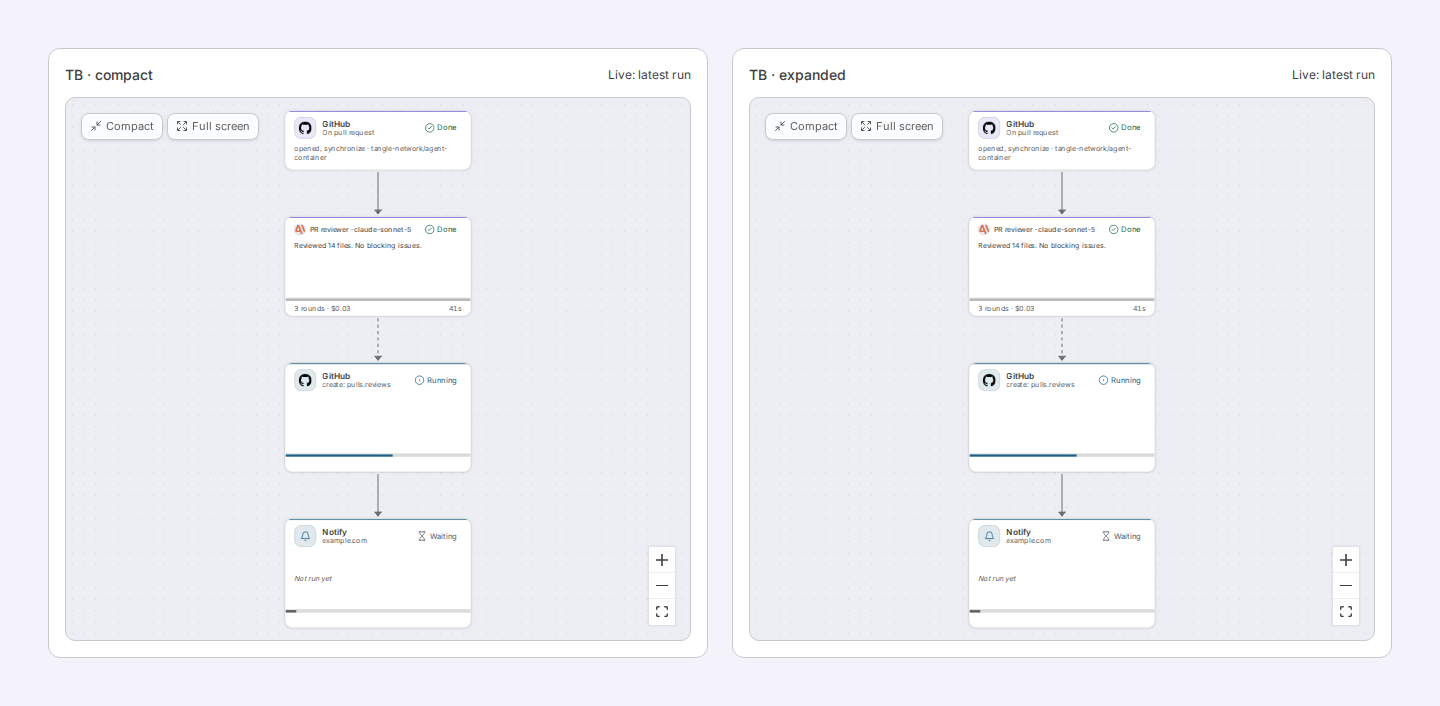 TB · compact
Live: latest run
Compact
Full screen
GitHub
On pull request
Done
opened, synchronize · tangle-network/agent-
container
PR reviewer · claude-sonnet-5
Done
Reviewed 14 files. No blocking issues.
3 rounds · $0.03
41s
GitHub
create: pulls.reviews
Running
Notify
example.com
Waiting
Not run yet
TB · expanded
Live: latest run
Compact
Full screen
GitHub
On pull request
Done
opened, synchronize · tangle-network/agent-
container
PR reviewer · claude-sonnet-5
Done
Reviewed 14 files. No blocking issues.
3 rounds · $0.03
41s
GitHub
create: pulls.reviews
Running
Notify
example.com
Waiting
Not run yet